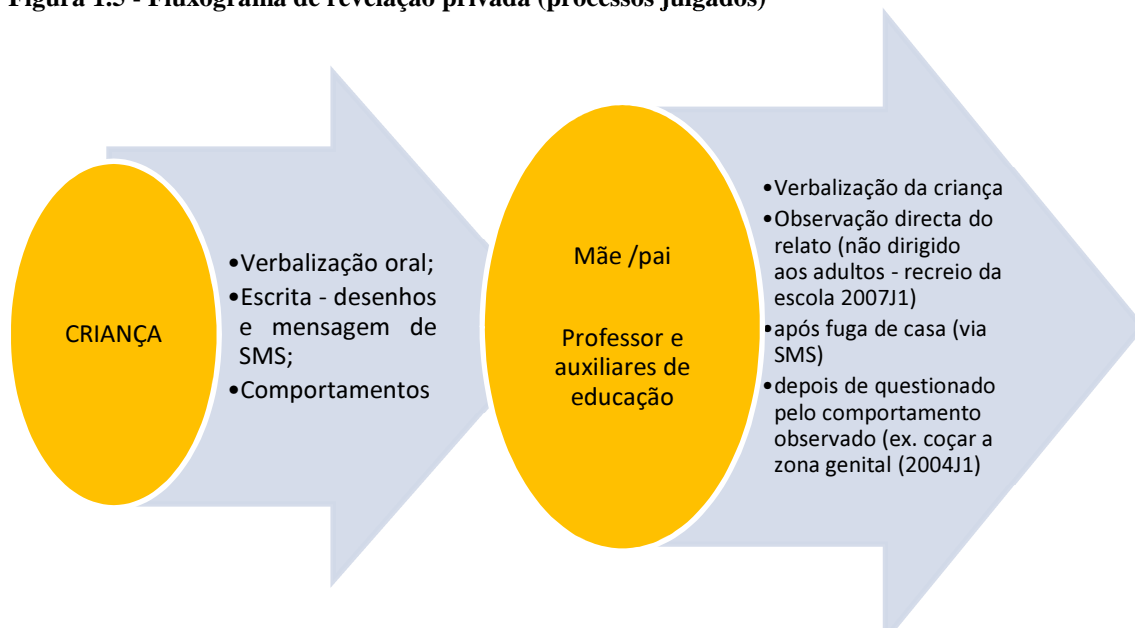 Figura 1.5 - Fluxograma de revelação privada (processos julgados)
CRIANÇA
•Verbalização oral;
•Escrita - desenhos
e mensagem de
SMS;
•Comportamentos
Mãe /pai
Professor e
auxiliares de
educação
•Verbalização da criança
•Observação directa do
relato (não dirigido
aos adultos - recreio da
escola 2007J1)
•após fuga de casa (via
SMS)
•depois de questionado
pelo comportamento
observado (ex. coçar a
zona genital (2004J1)